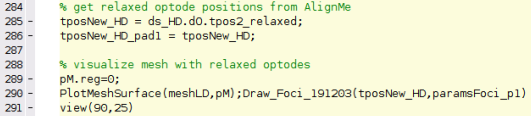 284 % get relaxed optode positions from AlignMe
285 - tposNew_HD = ds_HD.dO.tpos2_relaxed;
286 - tposNew_HD_pad1 = tposNew_HD;
287
288 % visualize mesh with relaxed optodes
289 - pM.reg=0;
290 - PlotMeshSurface(meshLD,pM);Draw_Foci_191203(tposNew_HD,paramsFoci_p1)
291 - view(90,25)